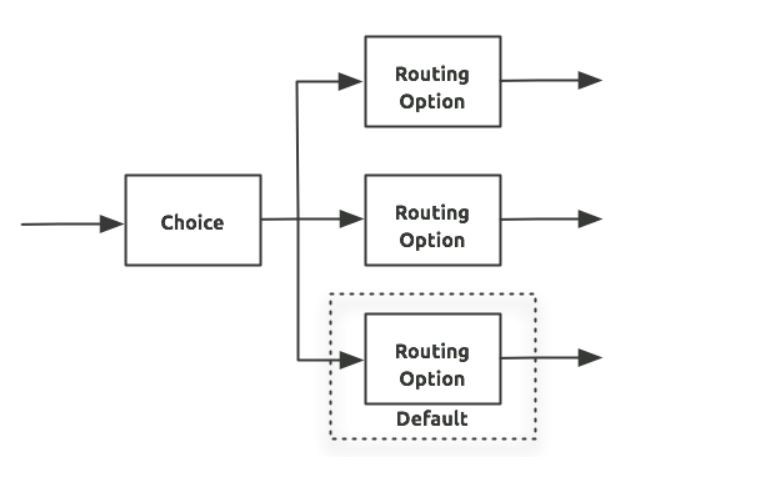 Routing
Option
Choice
Routing
Option
Routing
Option
Default